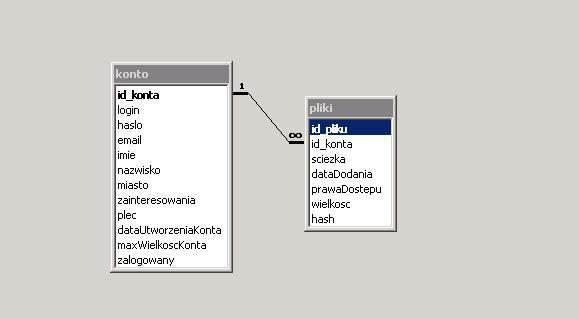 konto
id_konta
login
haslo
email
imie
nazwisko
miasto
zainteresowania
plec
dataUtworzeniaKonta
maxWielkoscKonta
zalogowany
1
∞
pliki
id_pliku
id_konta
sciezka
dataDodania
prawaDostepu
wielkosc
hash